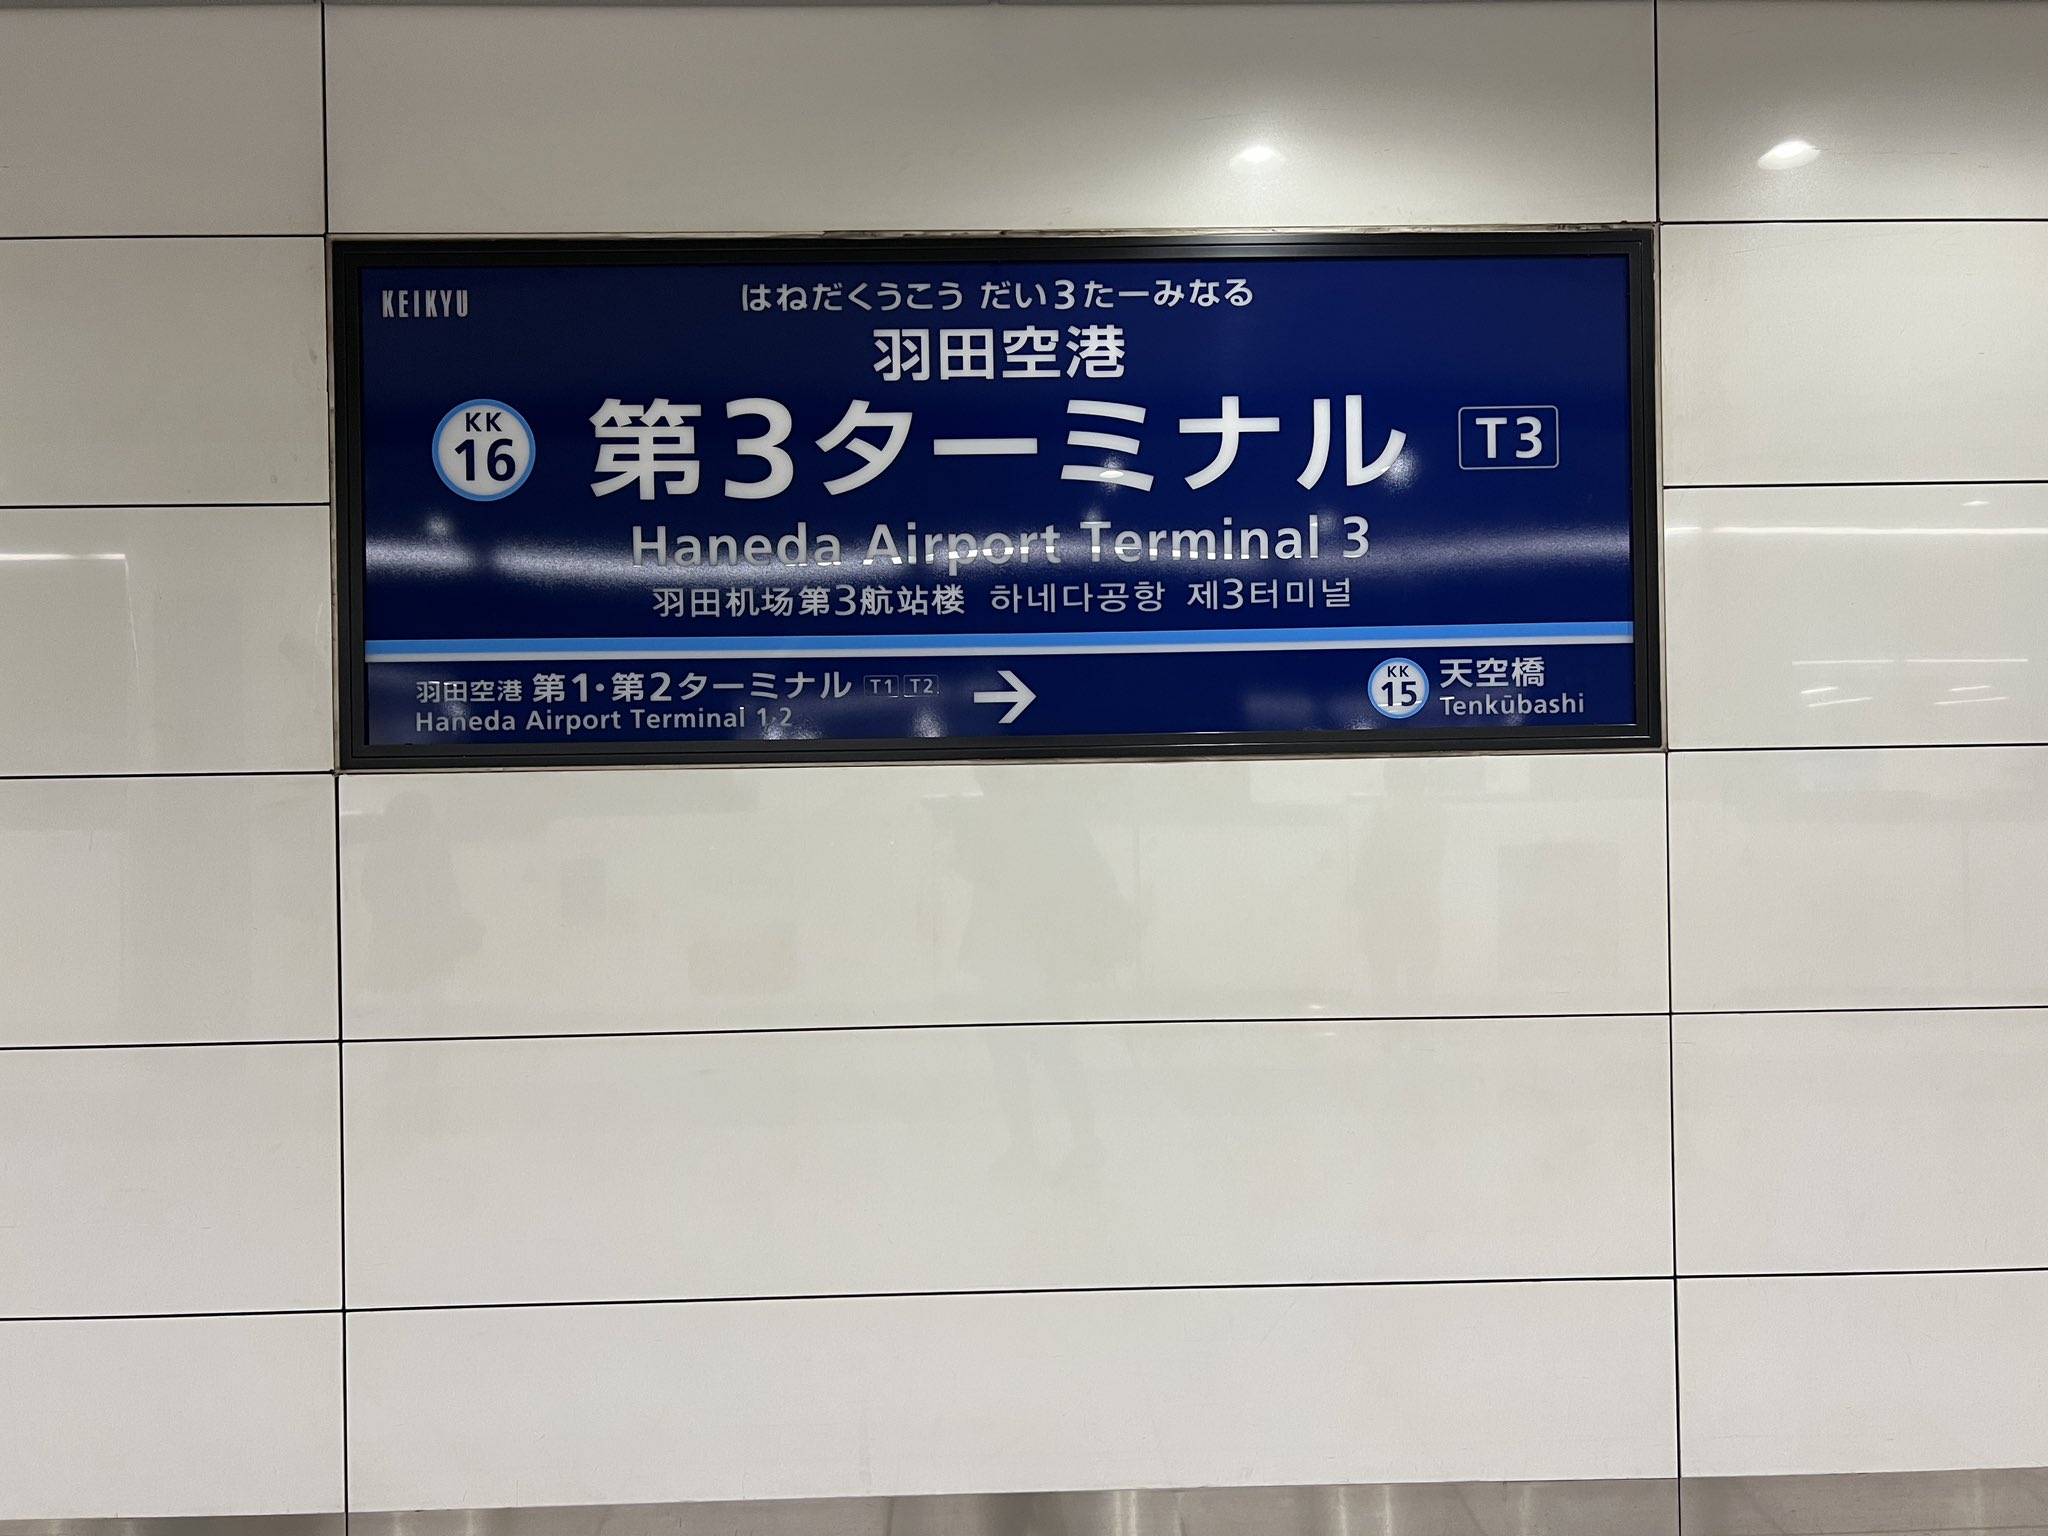 KEIKYU
はねだくうこう だい3たーみなる
羽田空港
KK
16
第3ターミナル
T3
Haneda Airport Terminal 3
羽田机场第3航站楼 하네다공항 제3터미널
羽田空港 第1・第2ターミナル T1 T2
Haneda Airport Terminal 1・2
→
KK
15
天空橋
Tenkūbashi